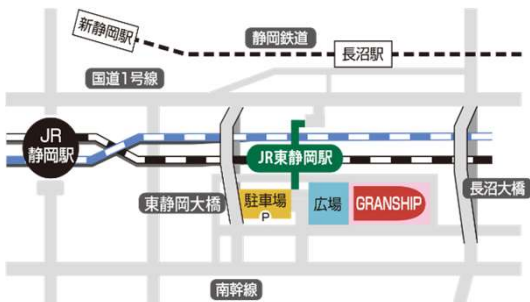 新静岡駅
静岡鉄道
長沼駅
国道1号線
JR
静岡駅
JR東静岡駅
東静岡大橋
駐車場
P
広場
GRANSHIP
長沼大橋
南幹線